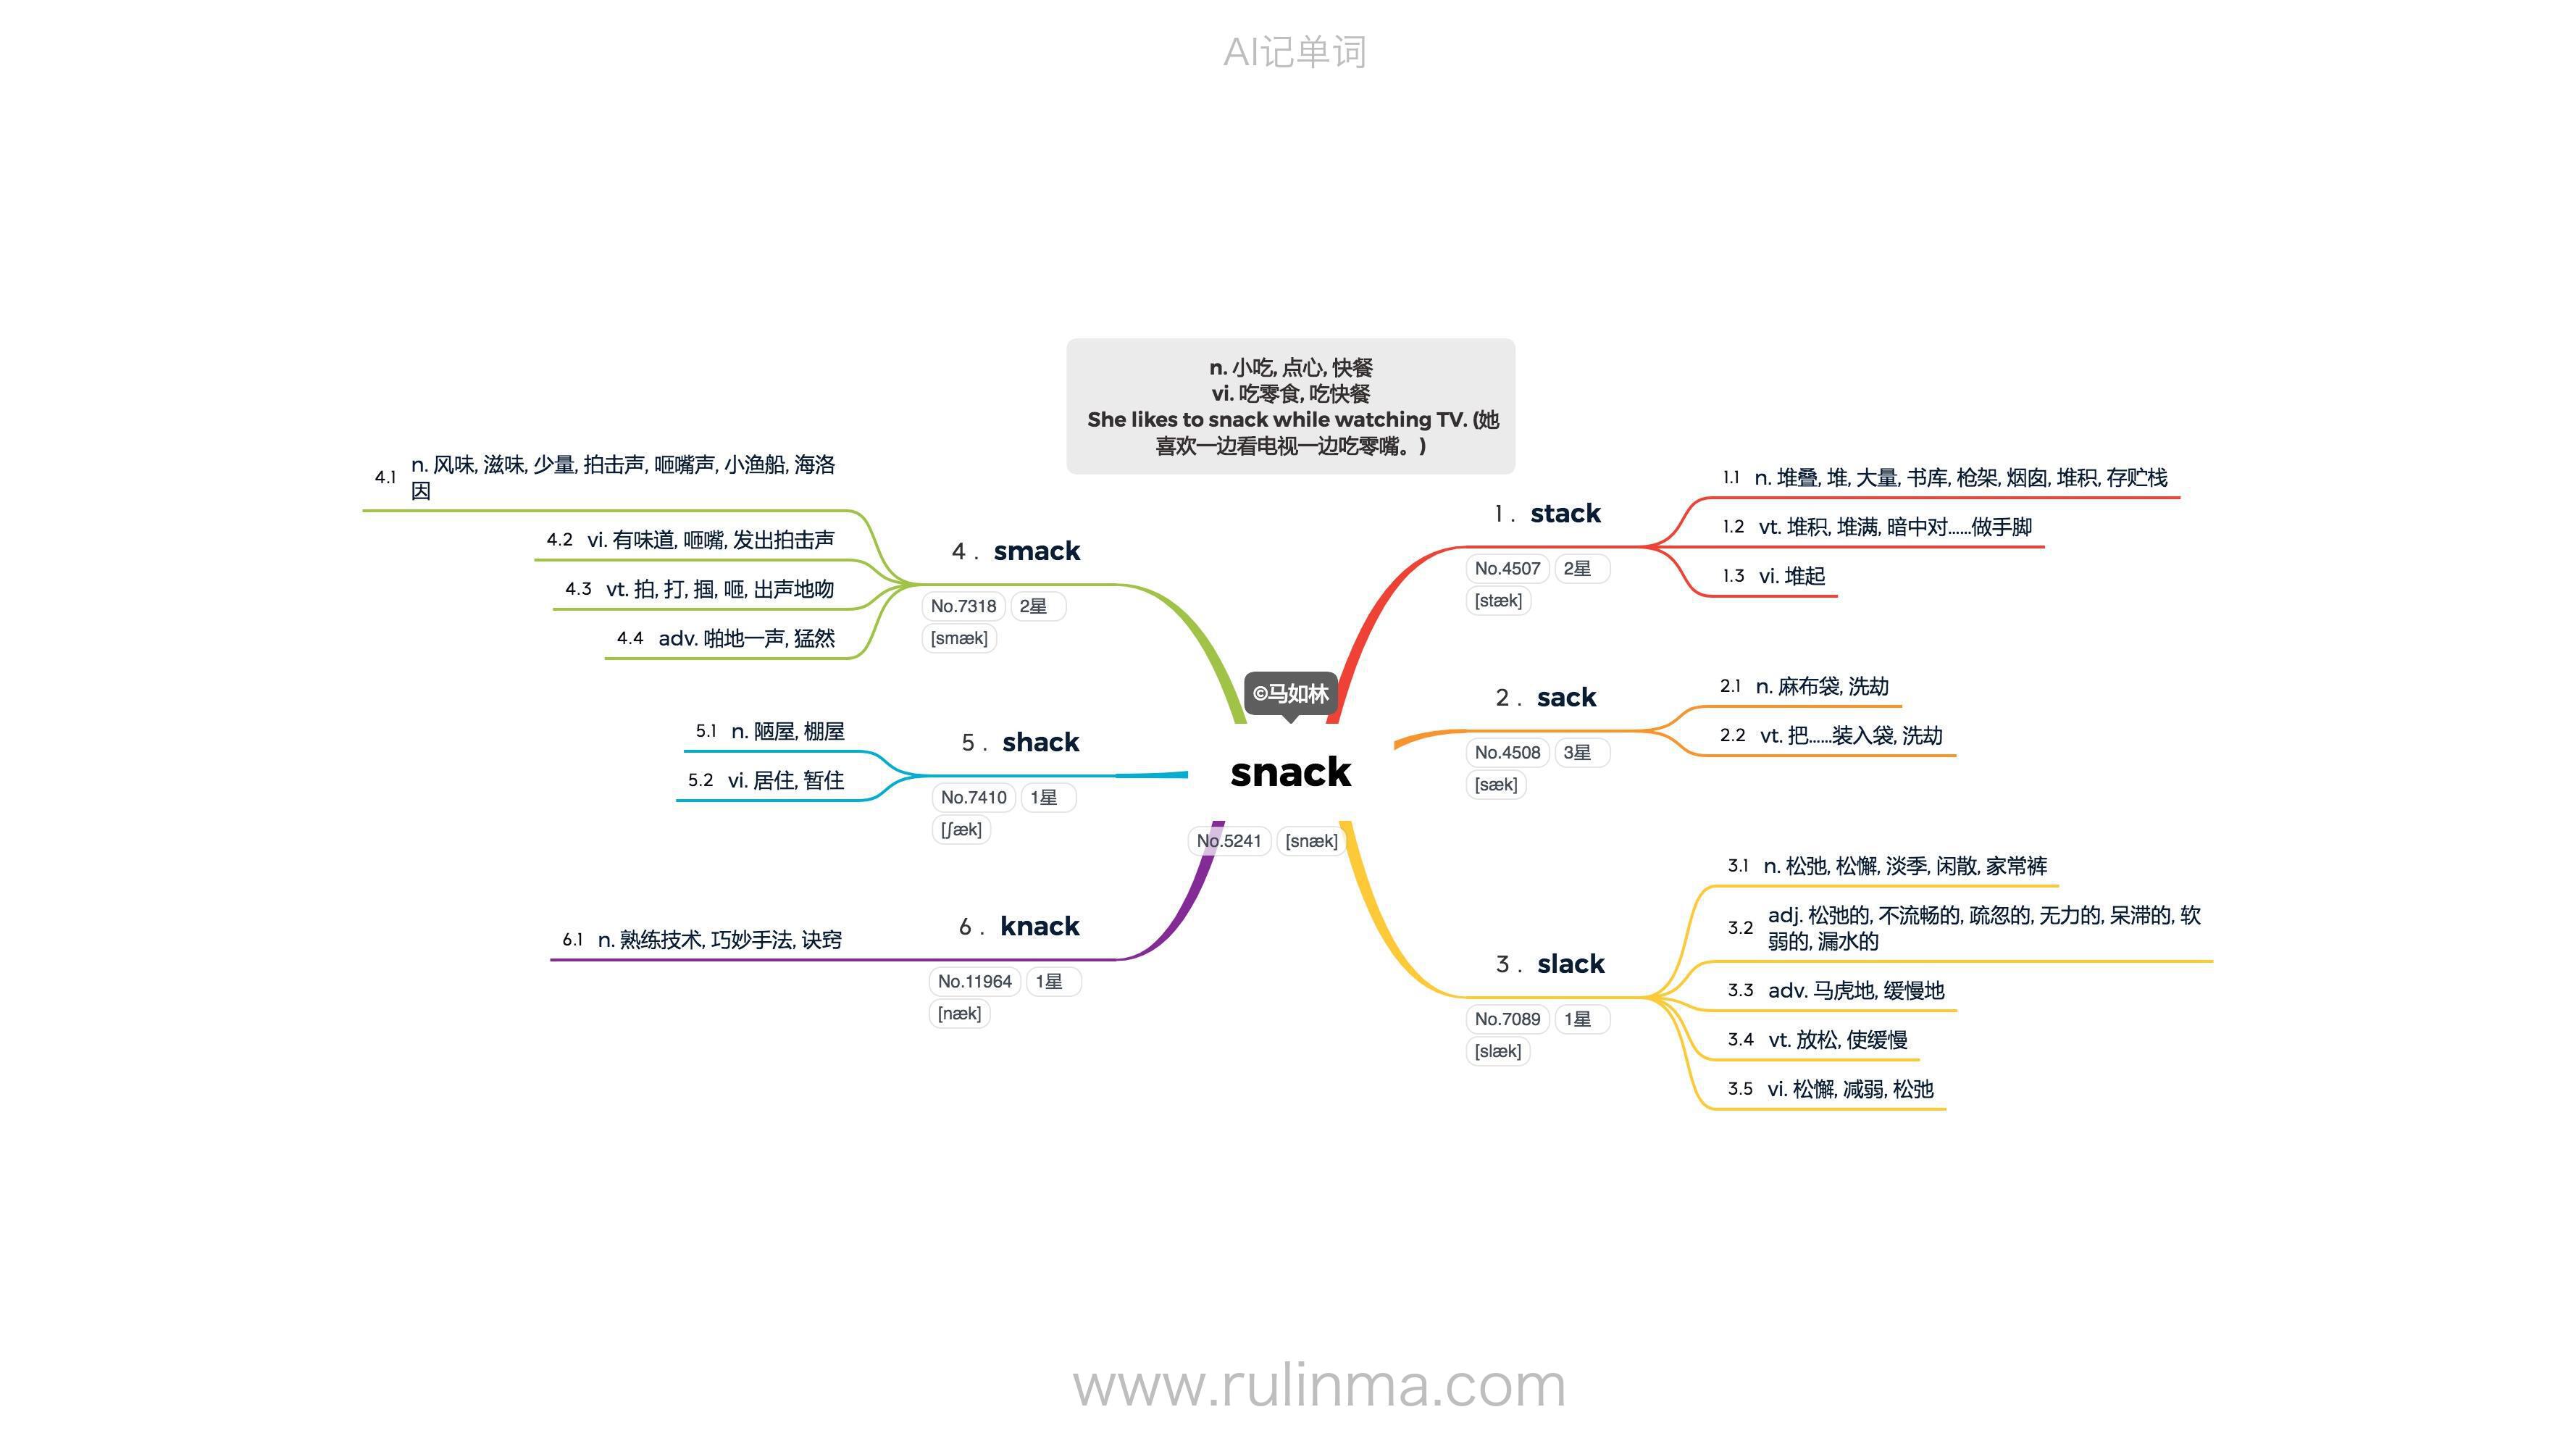 AI记单词
n. 小吃, 点心, 快餐
vi. 吃零食, 吃快餐
She likes to snack while watching TV. (她
喜欢一边看电视一边吃零嘴。)
©马如林
snack
No.5241 [snæk]
1. stack
No.4507 2星
[stæk]
1.1 n. 堆叠, 堆, 大量, 书库, 枪架, 烟囱, 堆积, 存贮栈
1.2 vt. 堆积, 堆满, 暗中对……做手脚
1.3 vi. 堆起
2. sack
No.4508 3星
[sæk]
2.1 n. 麻布袋, 洗劫
2.2 vt. 把……装入袋, 洗劫
3. slack
No.7089 1星
[slæk]
3.1 n. 松弛, 松懈, 淡季, 闲散, 家常裤
3.2 adj. 松弛的, 不流畅的, 疏忽的, 无力的, 呆滞的, 软
弱的, 漏水的
3.3 adv. 马虎地, 缓慢地
3.4 vt. 放松, 使缓慢
3.5 vi. 松懈, 减弱, 松弛
4. smack
No.7318 2星
[smæk]
4.1 n. 风味, 滋味, 少量, 拍击声, 咂嘴声, 小渔船, 海洛
因
4.2 vi. 有味道, 咂嘴, 发出拍击声
4.3 vt. 拍, 打, 掴, 砸, 出声地吻
4.4 adv. 啪地一声, 猛然
5. shack
No.7410 1星
[ʃæk]
5.1 n. 陋屋, 棚屋
5.2 vi. 居住, 暂住
6. knack
No.11964 1星
[næk]
6.1 n. 熟练技术, 巧妙手法, 诀窍
www.rulinma.com